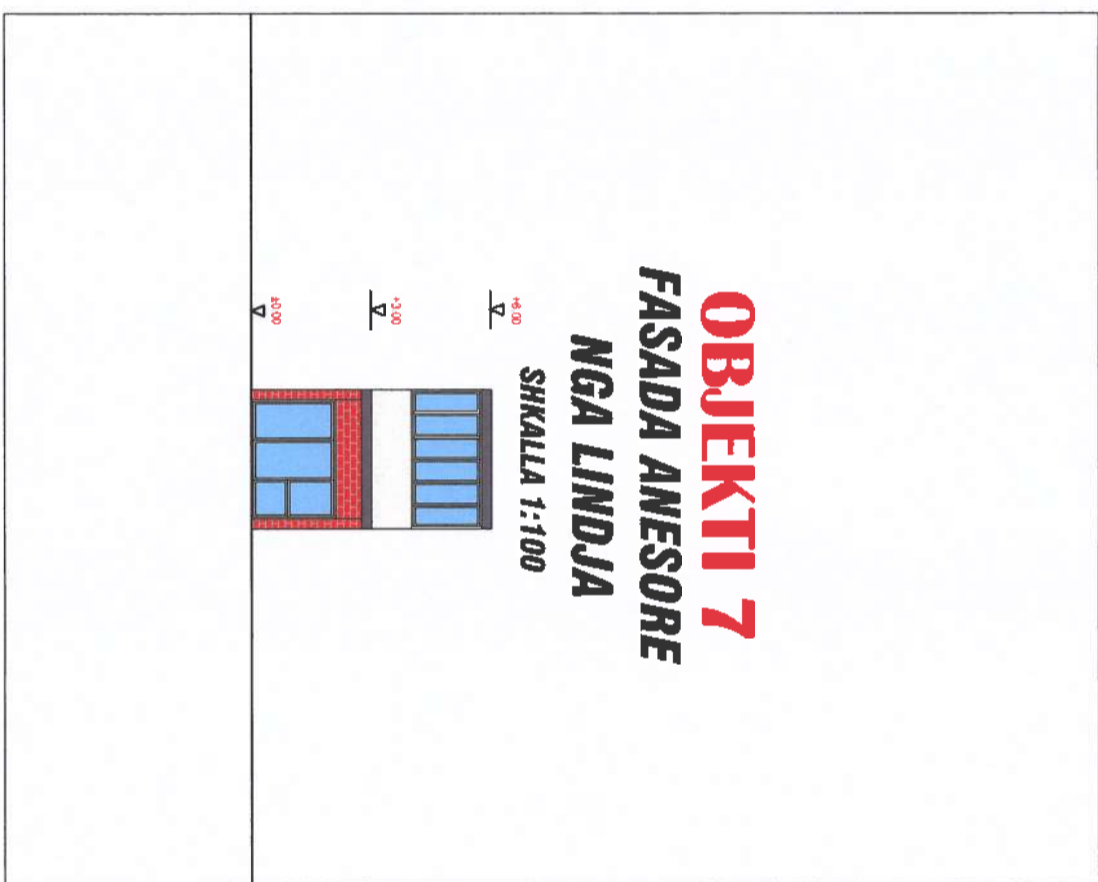 OBJEKTI 7
FASADA ANESORE
NGA LINDJA
SHKALLA 1:100
+6.00
+3.00
±0.00